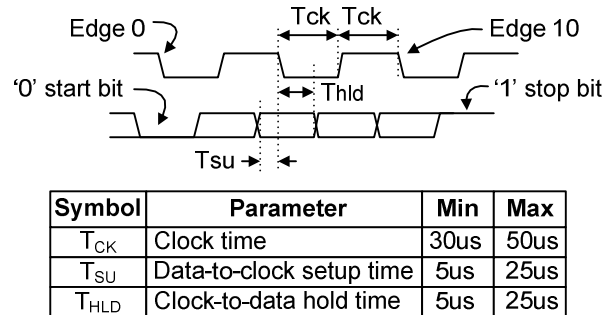 Tck Tck
Edge 0
Edge 10
'0' start bit
Thld
'1' stop bit
Tsu
Symbol Parameter Min Max
TCK Clock time 30us 50us
TSU Data-to-clock setup time 5us 25us
THLD Clock-to-data hold time 5us 25us